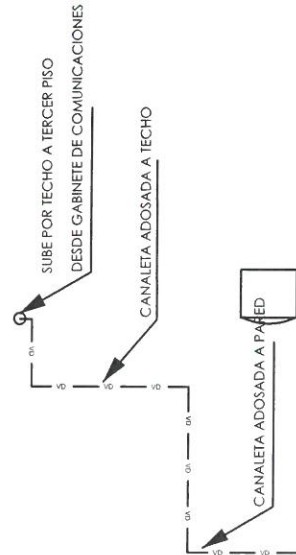 SUBE POR TECHO A TERCER PISO
DESDE GABINETE DE COMUNICACIONES
CANALETA ADOSADA A TECHO
CANALETA ADOSADA A PARED
VD
VD
VD
VD
VD
VD
VD
VD
VD